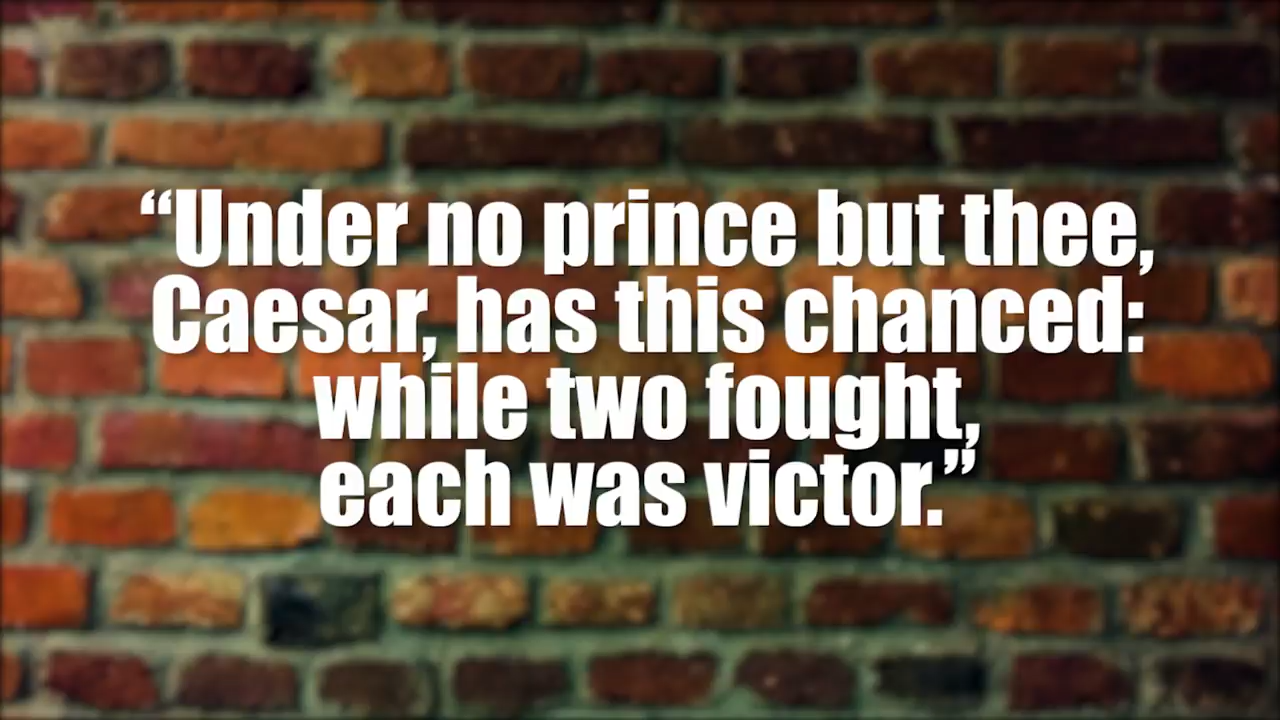 “Under no prince but thee,
Caesar, has this chanced:
while two fought,
each was victor.”